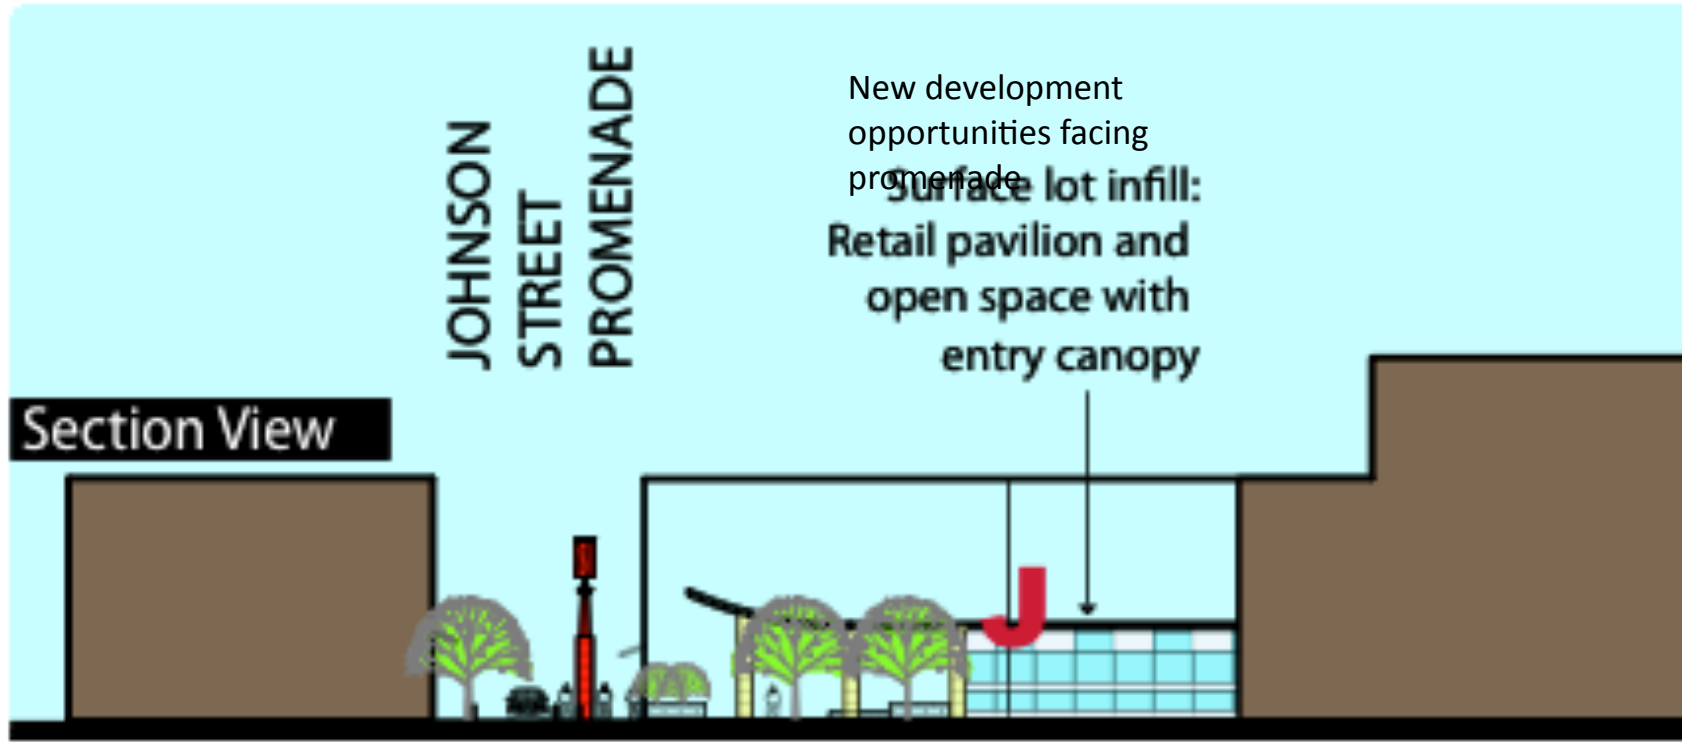 JOHNSON
STREET
PROMENADE
New development
opportunities facing
promenade
Surface lot infill:
Retail pavilion and
open space with
entry canopy
Section View
J